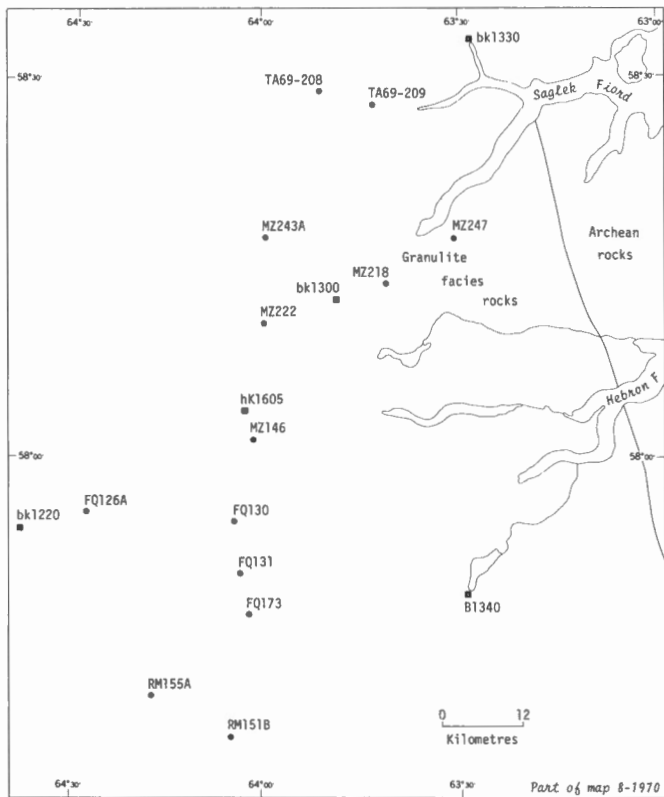 64°30' 64°00' 63°30' 63°00'
bk1330
58°30' 58°30'
TA69-208
TA69-209
Saglek Fiord
MZ243A
MZ247
Archean
rocks
Granulite
facies
rocks
MZ218
bk1300
MZ222
hK1605
Hebron F
MZ146
58°00' 58°00'
FQ126A
bk1220
FQ130
FQ131
B1340
FQ173
RM155A
RM151B
0 12
Kilometres
64°30' 64°00' 63°30'
Part of map 8-1970